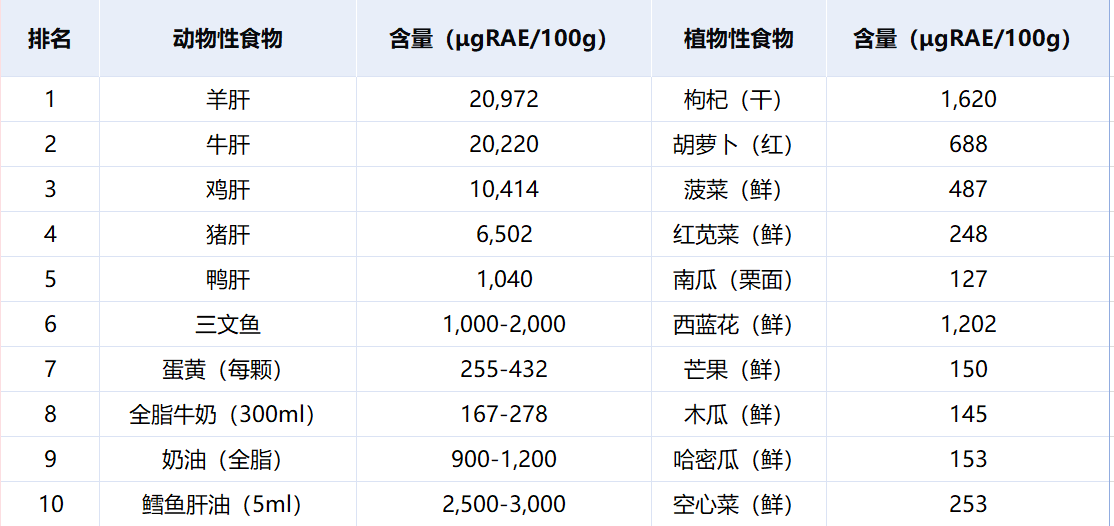 排名 动物性食物 含量（μgRAE/100g） 植物性食物 含量（μgRAE/100g）
1 羊肝 20,972 枸杞（干） 1,620
2 牛肝 20,220 胡萝卜（红） 688
3 鸡肝 10,414 菠菜（鲜） 487
4 猪肝 6,502 红苋菜（鲜） 248
5 鸭肝 1,040 南瓜（栗面） 127
6 三文鱼 1,000-2,000 西蓝花（鲜） 1,202
7 蛋黄（每颗） 255-432 芒果（鲜） 150
8 全脂牛奶（300ml） 167-278 木瓜（鲜） 145
9 奶油（全脂） 900-1,200 哈密瓜（鲜） 153
10 鳕鱼肝油（5ml） 2,500-3,000 空心菜（鲜） 253